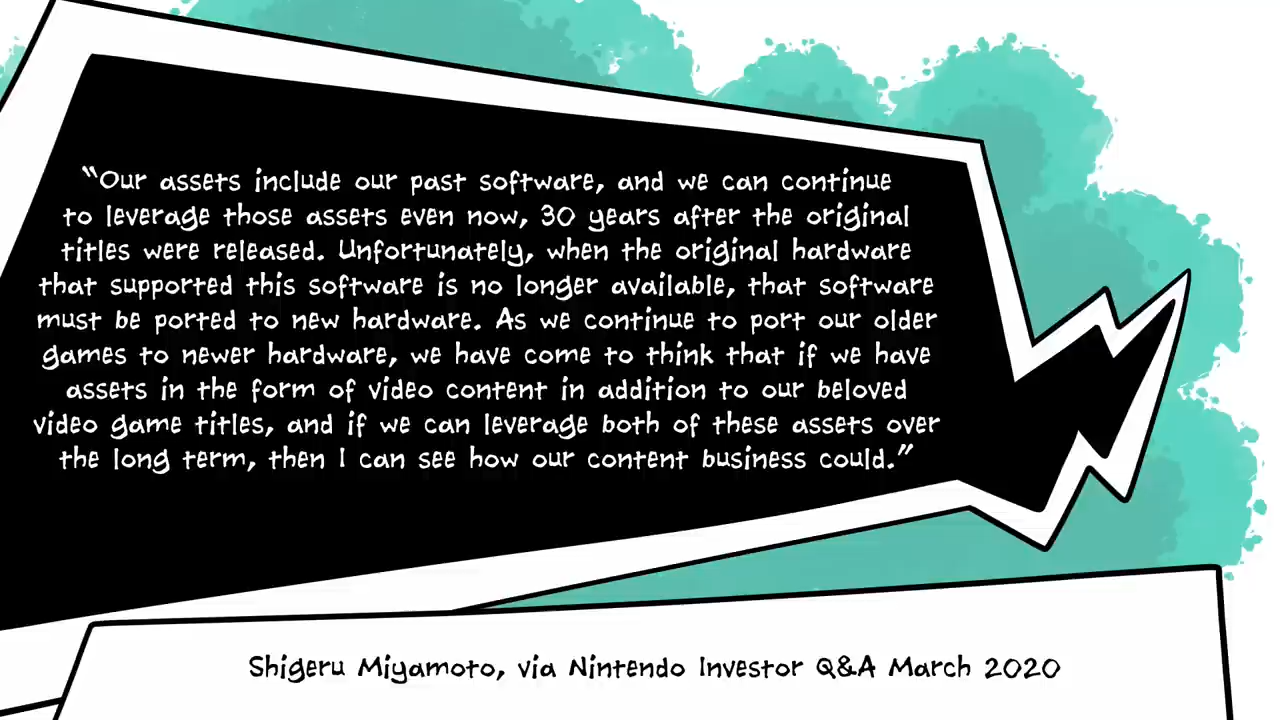 “Our assets include our past software, and we can continue
to leverage those assets even now, 30 years after the original
titles were released. Unfortunately, when the original hardware
that supported this software is no longer available, that software
must be ported to new hardware. As we continue to port our older
games to newer hardware, we have come to think that if we have
assets in the form of video content in addition to our beloved
video game titles, and if we can leverage both of these assets over
the long term, then I can see how our content business could.”
Shigeru Miyamoto, via Nintendo Investor Q&A March 2020